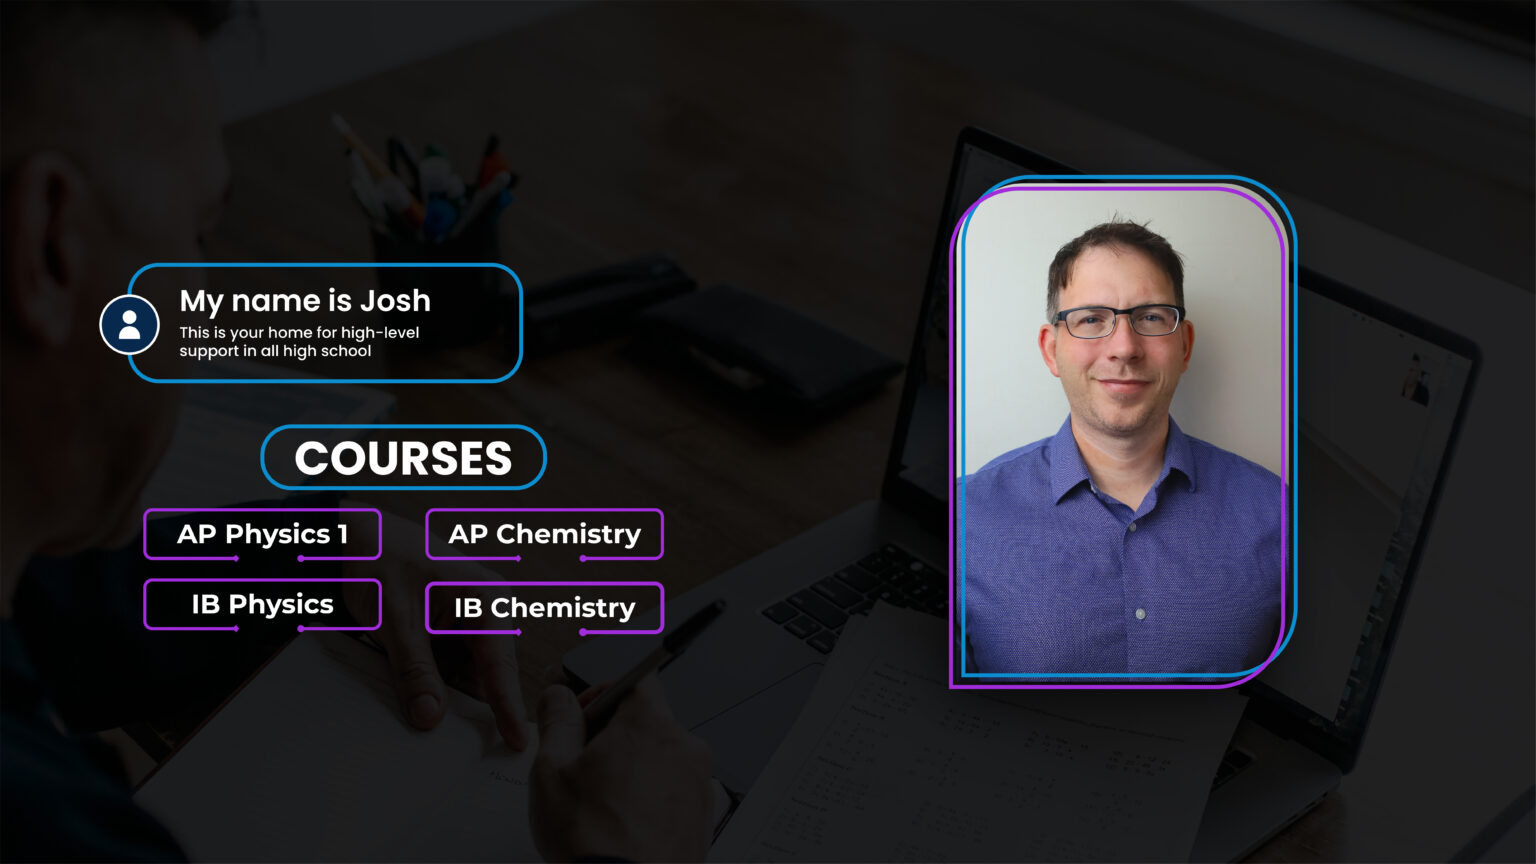 My name is Josh
This is your home for high-level
support in all high school
COURSES
AP Physics 1
AP Chemistry
IB Physics
IB Chemistry